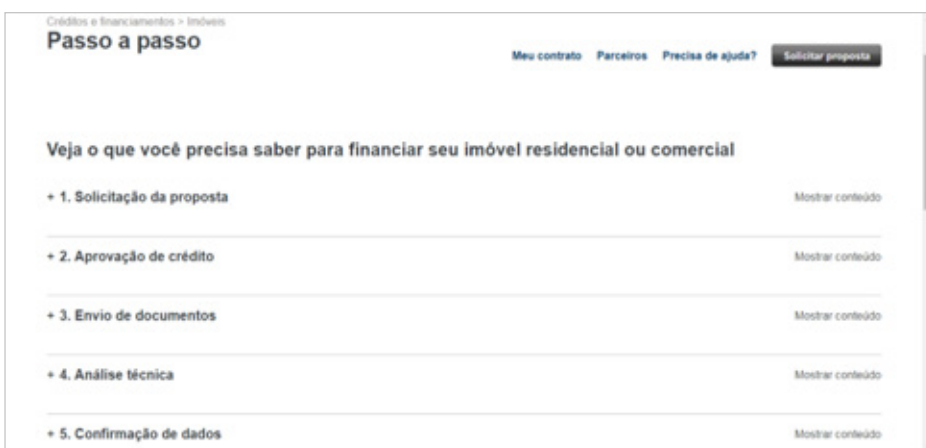 Créditos e financiamentos > Imóveis
Passo a passo
Meu contrato Parceiros Precisa de ajuda? Solicitar proposta
Veja o que você precisa saber para financiar seu imóvel residencial ou comercial
+ 1. Solicitação da proposta Mostrar conteúdo
+ 2. Aprovação de crédito Mostrar conteúdo
+ 3. Envio de documentos Mostrar conteúdo
+ 4. Análise técnica Mostrar conteúdo
+ 5. Confirmação de dados Mostrar conteúdo